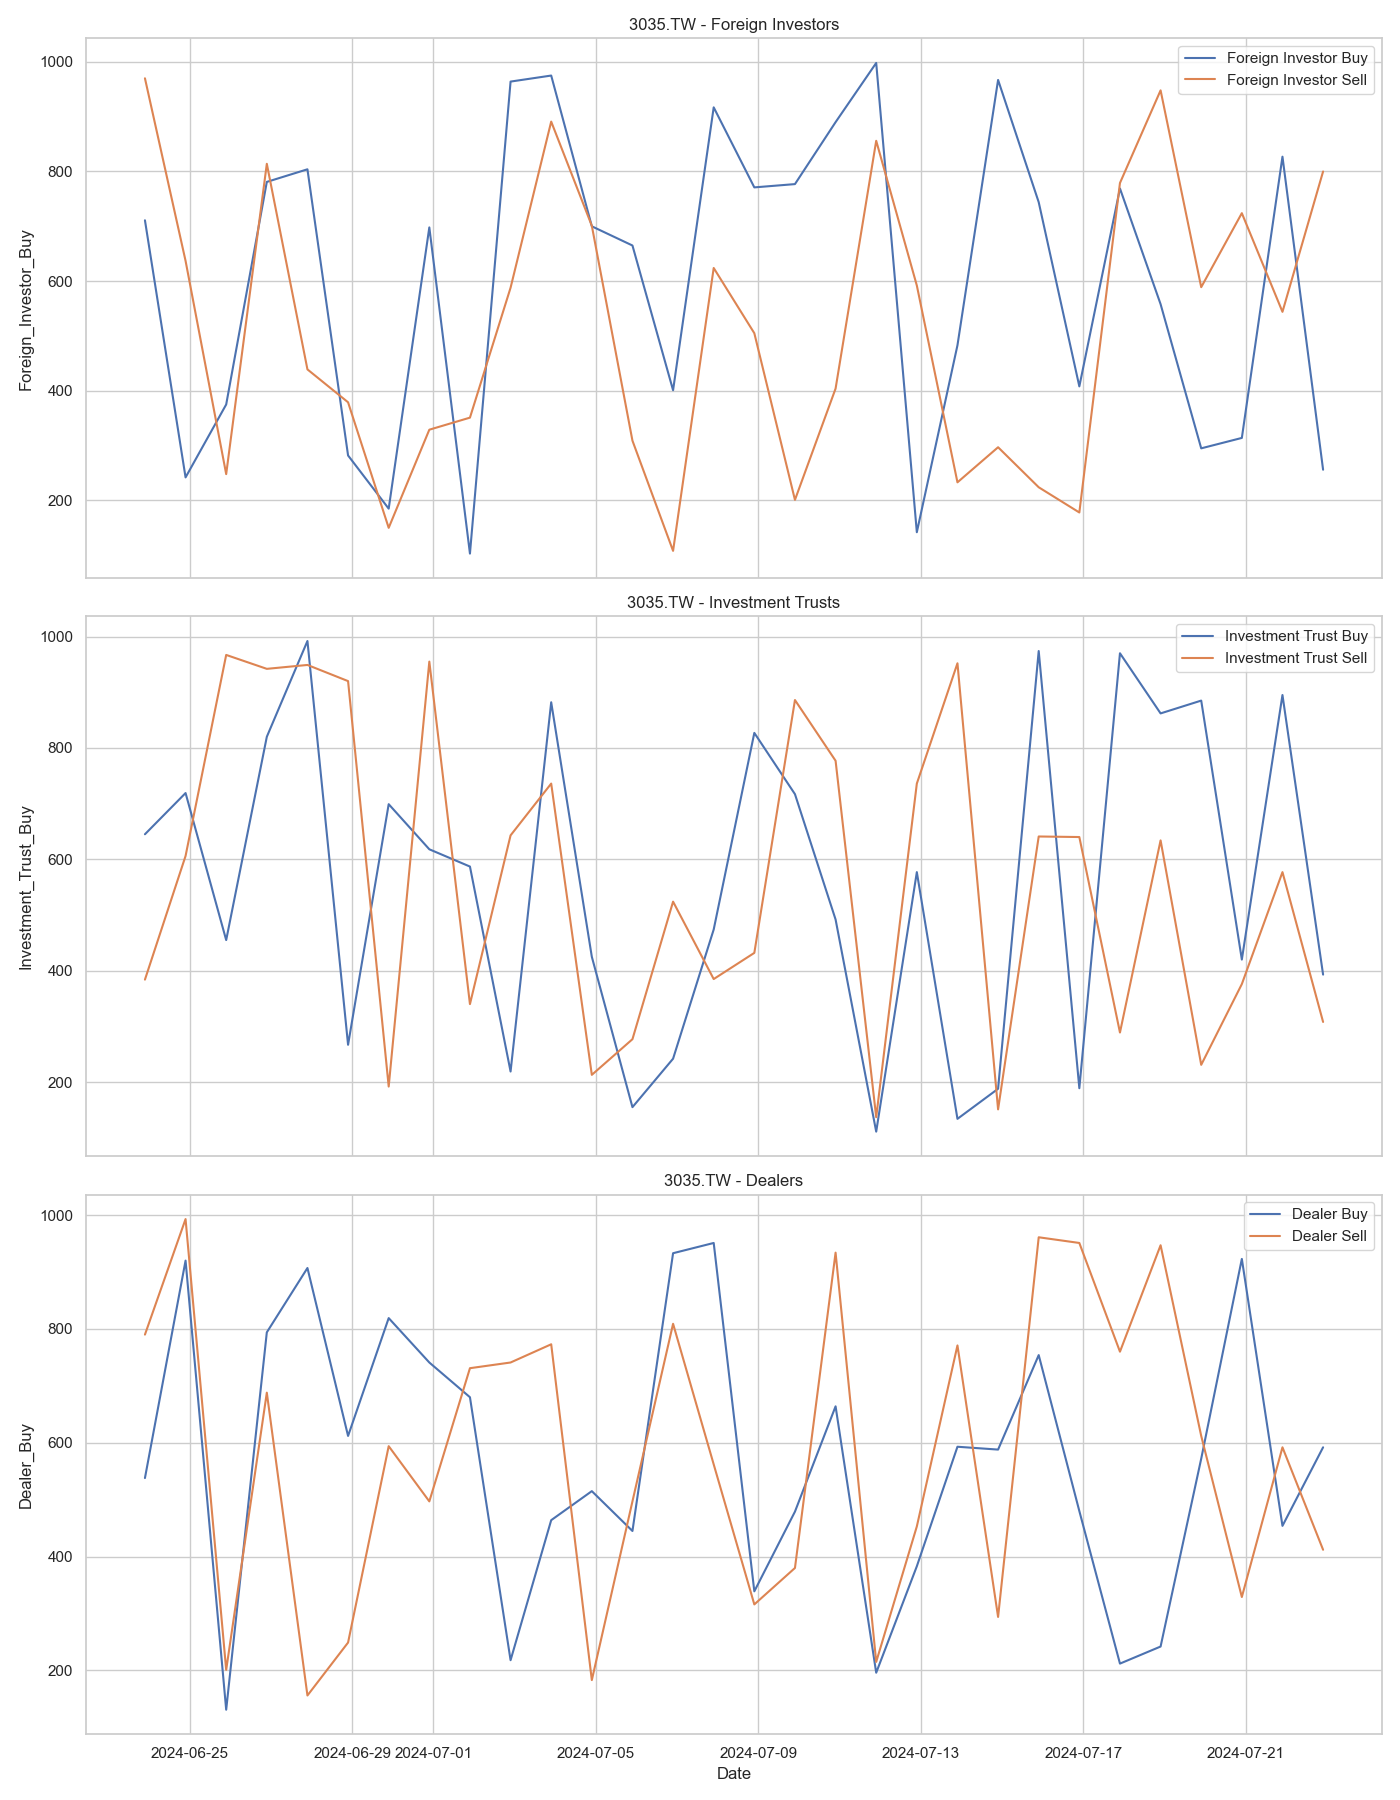 3035.TW - Foreign Investors
Foreign Investor Buy
Foreign Investor Sell
1000
800
600
400
200
Foreign_Investor_Buy
3035.TW - Investment Trusts
Investment Trust Buy
Investment Trust Sell
1000
800
600
400
200
Investment_Trust_Buy
3035.TW - Dealers
Dealer Buy
Dealer Sell
1000
800
600
400
200
Dealer_Buy
2024-06-25 2024-06-29 2024-07-01 2024-07-05 2024-07-09 2024-07-13 2024-07-17 2024-07-21
Date